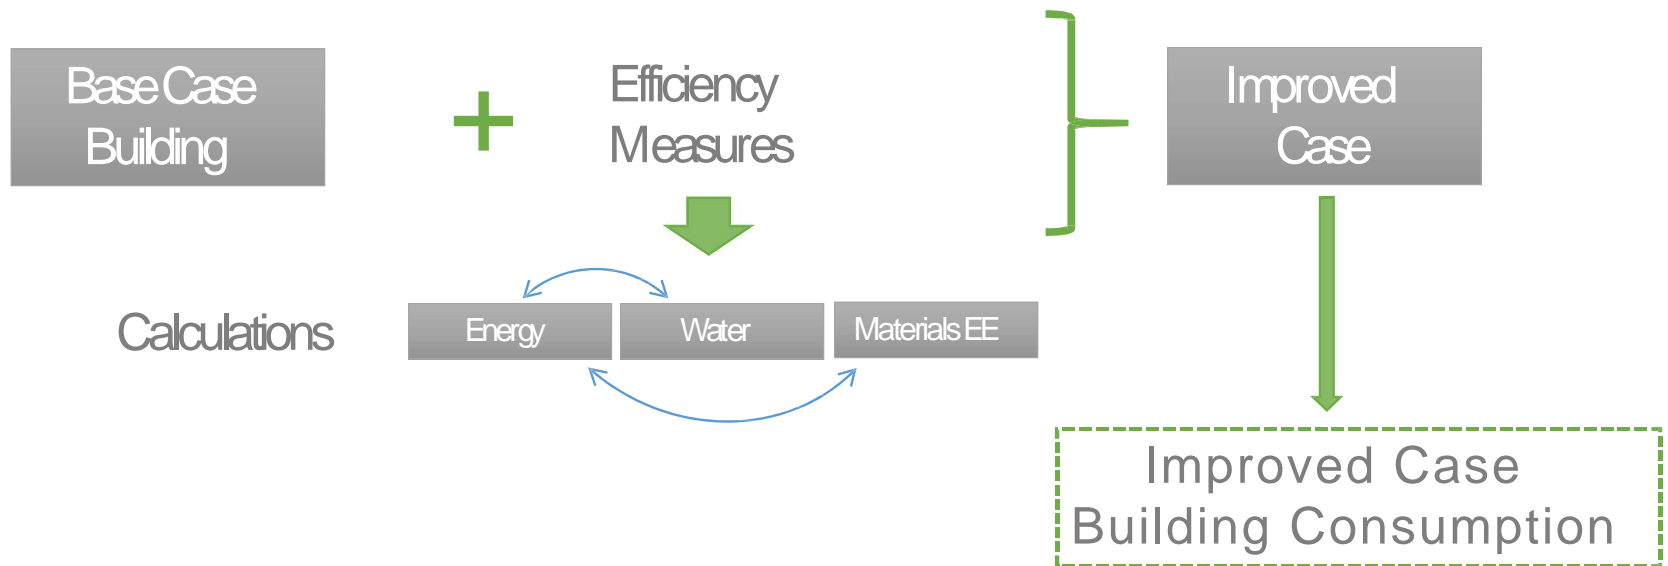 Base Case
Building
+
Efficiency
Measures
Improved
Case
Calculations
Energy
Water
Materials EE
Improved Case
Building Consumption